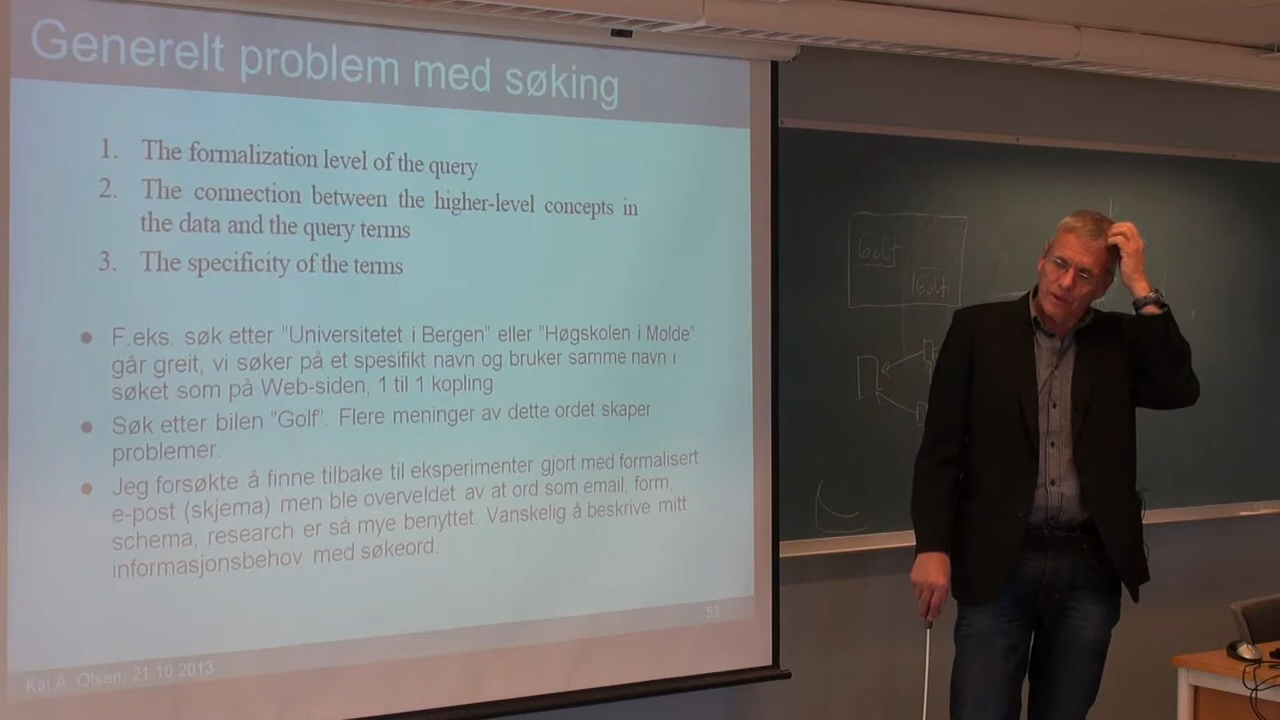 Generelt problem med søking
1. The formalization level of the query
2. The connection between the higher-level concepts in
the data and the query terms
3. The specificity of the terms
● F.eks. søk etter "Universitetet i Bergen" eller "Høgskolen i Molde"
går greit, vi søker på et spesifikt navn og bruker samme navn i
søket som på Web-siden, 1 til 1 kopling
● Søk etter bilen "Golf". Flere meninger av dette ordet skaper
problemer.
● Jeg forsøkte å finne tilbake til eksperimenter gjort med formalisert
e-post (skjema) men ble overveldet av at ord som email, form,
schema, research er så mye benyttet. Vanskelig å beskrive mitt
informasjonsbehov med søkeord.
53
Kai A. Olsen, 21.10.2013